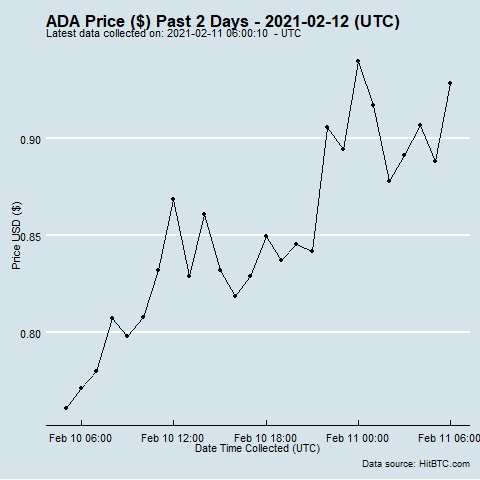 ADA Price ($) Past 2 Days - 2021-02-12 (UTC)
Latest data collected on: 2021-02-11 06:00:10 - UTC
0.90
0.85
0.80
Price USD ($)
Feb 10 06:00 Feb 10 12:00 Feb 10 18:00 Feb 11 00:00 Feb 11 06:00
Date Time Collected (UTC)
Data source: HitBTC.com